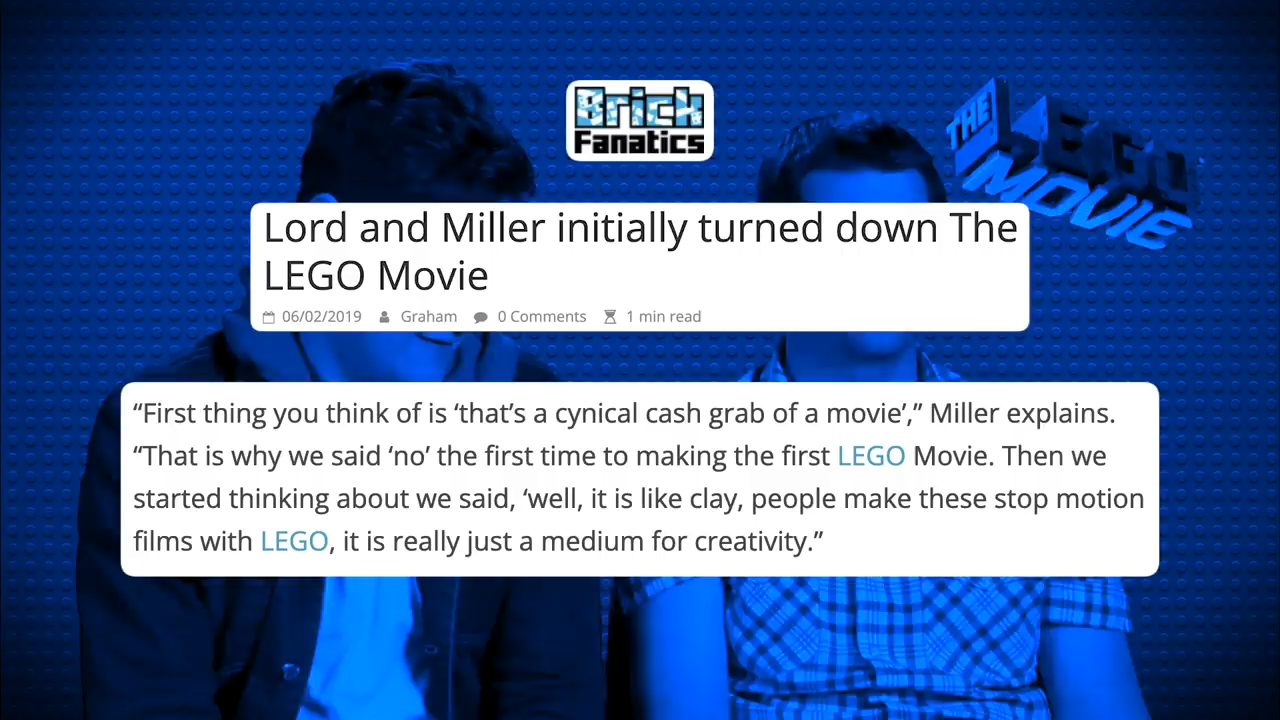 Brick
Fanatics
THE
LEGO
MOVIE
Lord and Miller initially turned down The
LEGO Movie
06/02/2019 Graham 0 Comments 1 min read
“First thing you think of is ‘that’s a cynical cash grab of a movie’,” Miller explains.
“That is why we said ‘no’ the first time to making the first LEGO Movie. Then we
started thinking about we said, ‘well, it is like clay, people make these stop motion
films with LEGO, it is really just a medium for creativity.”